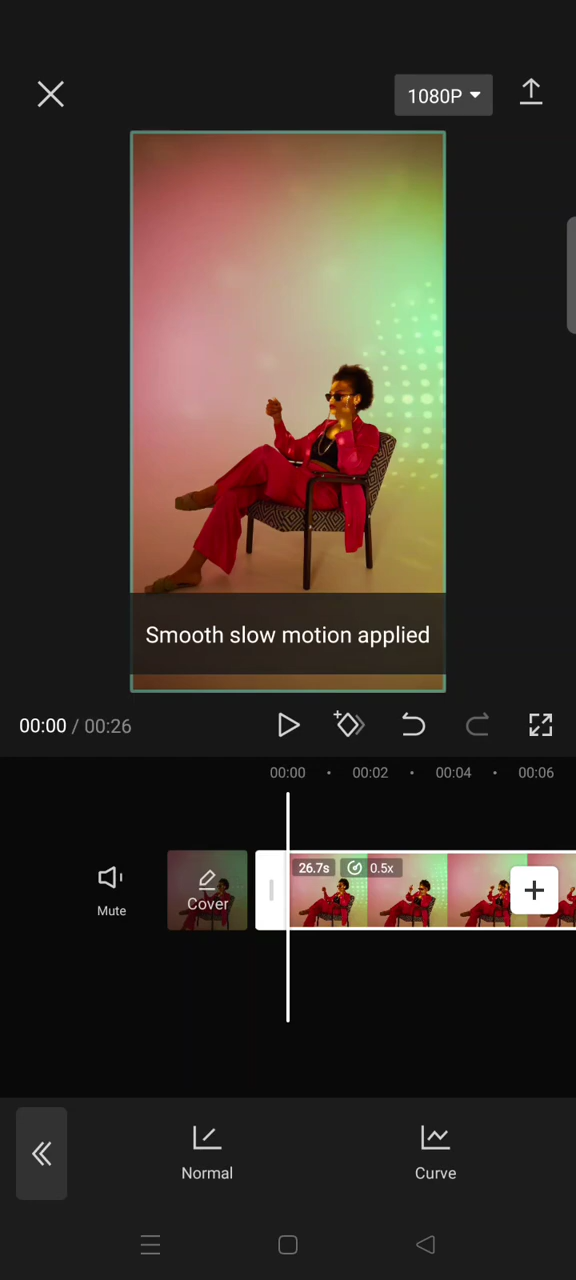 1080P
Smooth slow motion applied
00:00 / 00:26
00:00 • 00:02 • 00:04 • 00:06
Mute
Cover
26.7s 0.5x
Normal
Curve